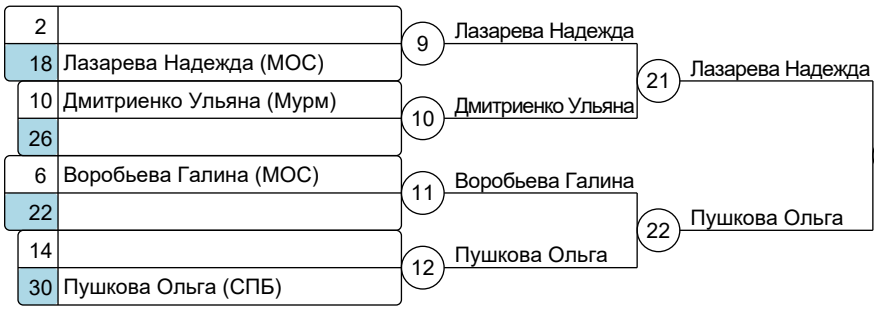 2
18 Лазарева Надежда (МОС)
10 Дмитриенко Ульяна (Мурм)
26
6 Воробьева Галина (МОС)
22
14
30 Пушкова Ольга (СПБ)
9 Лазарева Надежда
10 Дмитриенко Ульяна
11 Воробьева Галина
12 Пушкова Ольга
21 Лазарева Надежда
22 Пушкова Ольга